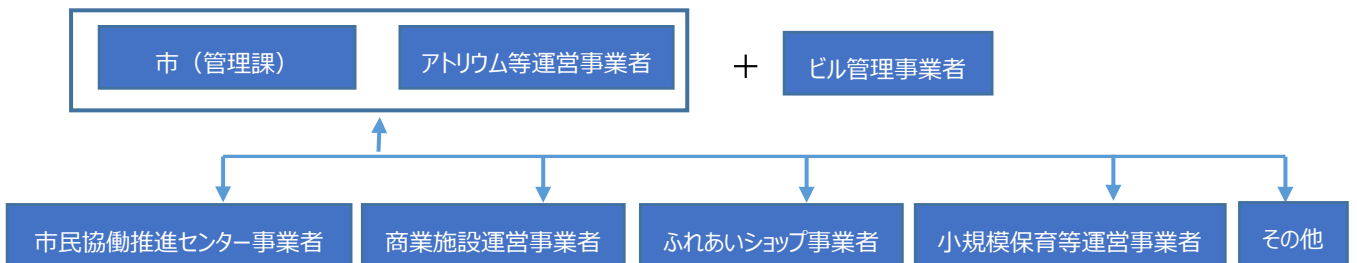 市（管理課）
アトリウム等運営事業者
＋
ビル管理事業者
市民協働推進センター事業者
商業施設運営事業者
ふれあいショップ事業者
小規模保育等運営事業者
その他